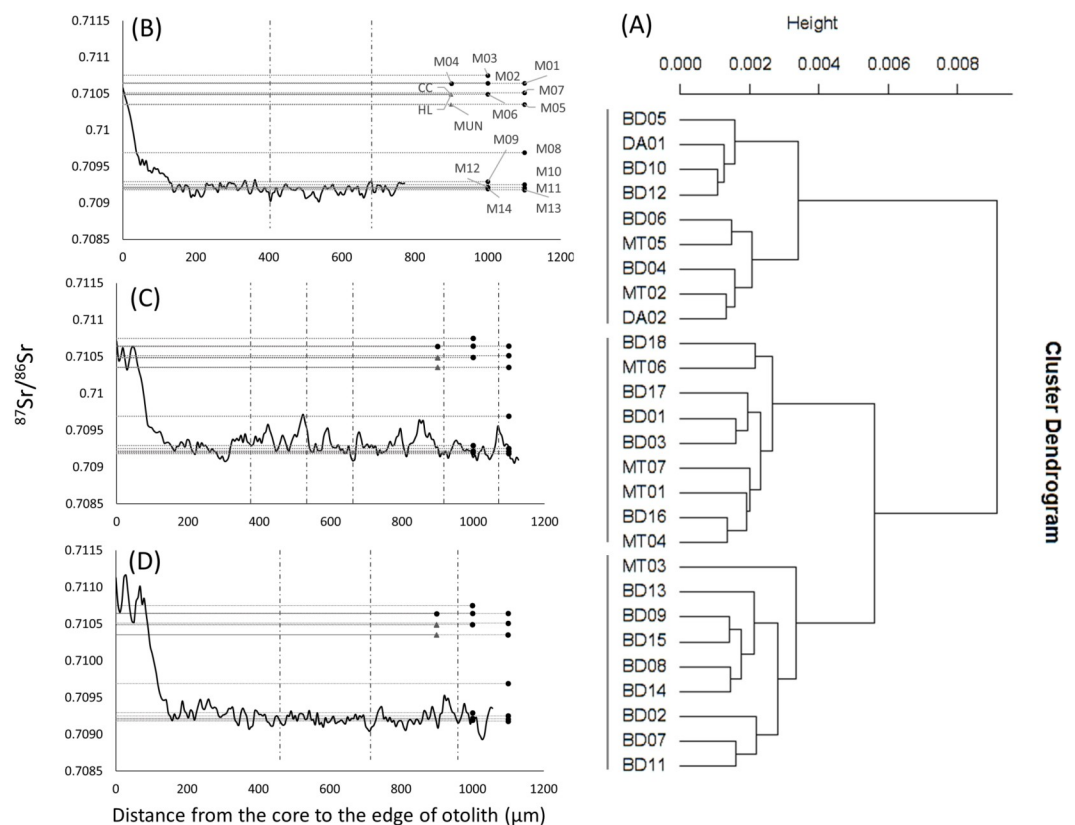 (B)
0.7115
0.711
0.7105
0.71
0.7095
0.709
0.7085
0 200 400 600 800 1000 1200
M04 M03 M01
M02
CC M07
HL M06 M05
MUN
M09
M08
M12 M10
M11
M14 M13
(C)
0.7115
0.711
0.7105
0.71
0.7095
0.709
0.7085
0 200 400 600 800 1000 1200
(D)
0.7115
0.7110
0.7105
0.7100
0.7095
0.7090
0.7085
0 200 400 600 800 1000 1200
⁸⁷Sr/⁸⁶Sr
Distance from the core to the edge of otolith (µm)
(A)
Height
0.000 0.002 0.004 0.006 0.008
BD05
DA01
BD10
BD12
BD06
MT05
BD04
MT02
DA02
BD18
MT06
BD17
BD01
BD03
MT07
MT01
BD16
MT04
MT03
BD13
BD09
BD15
BD08
BD14
BD02
BD07
BD11
Cluster Dendrogram